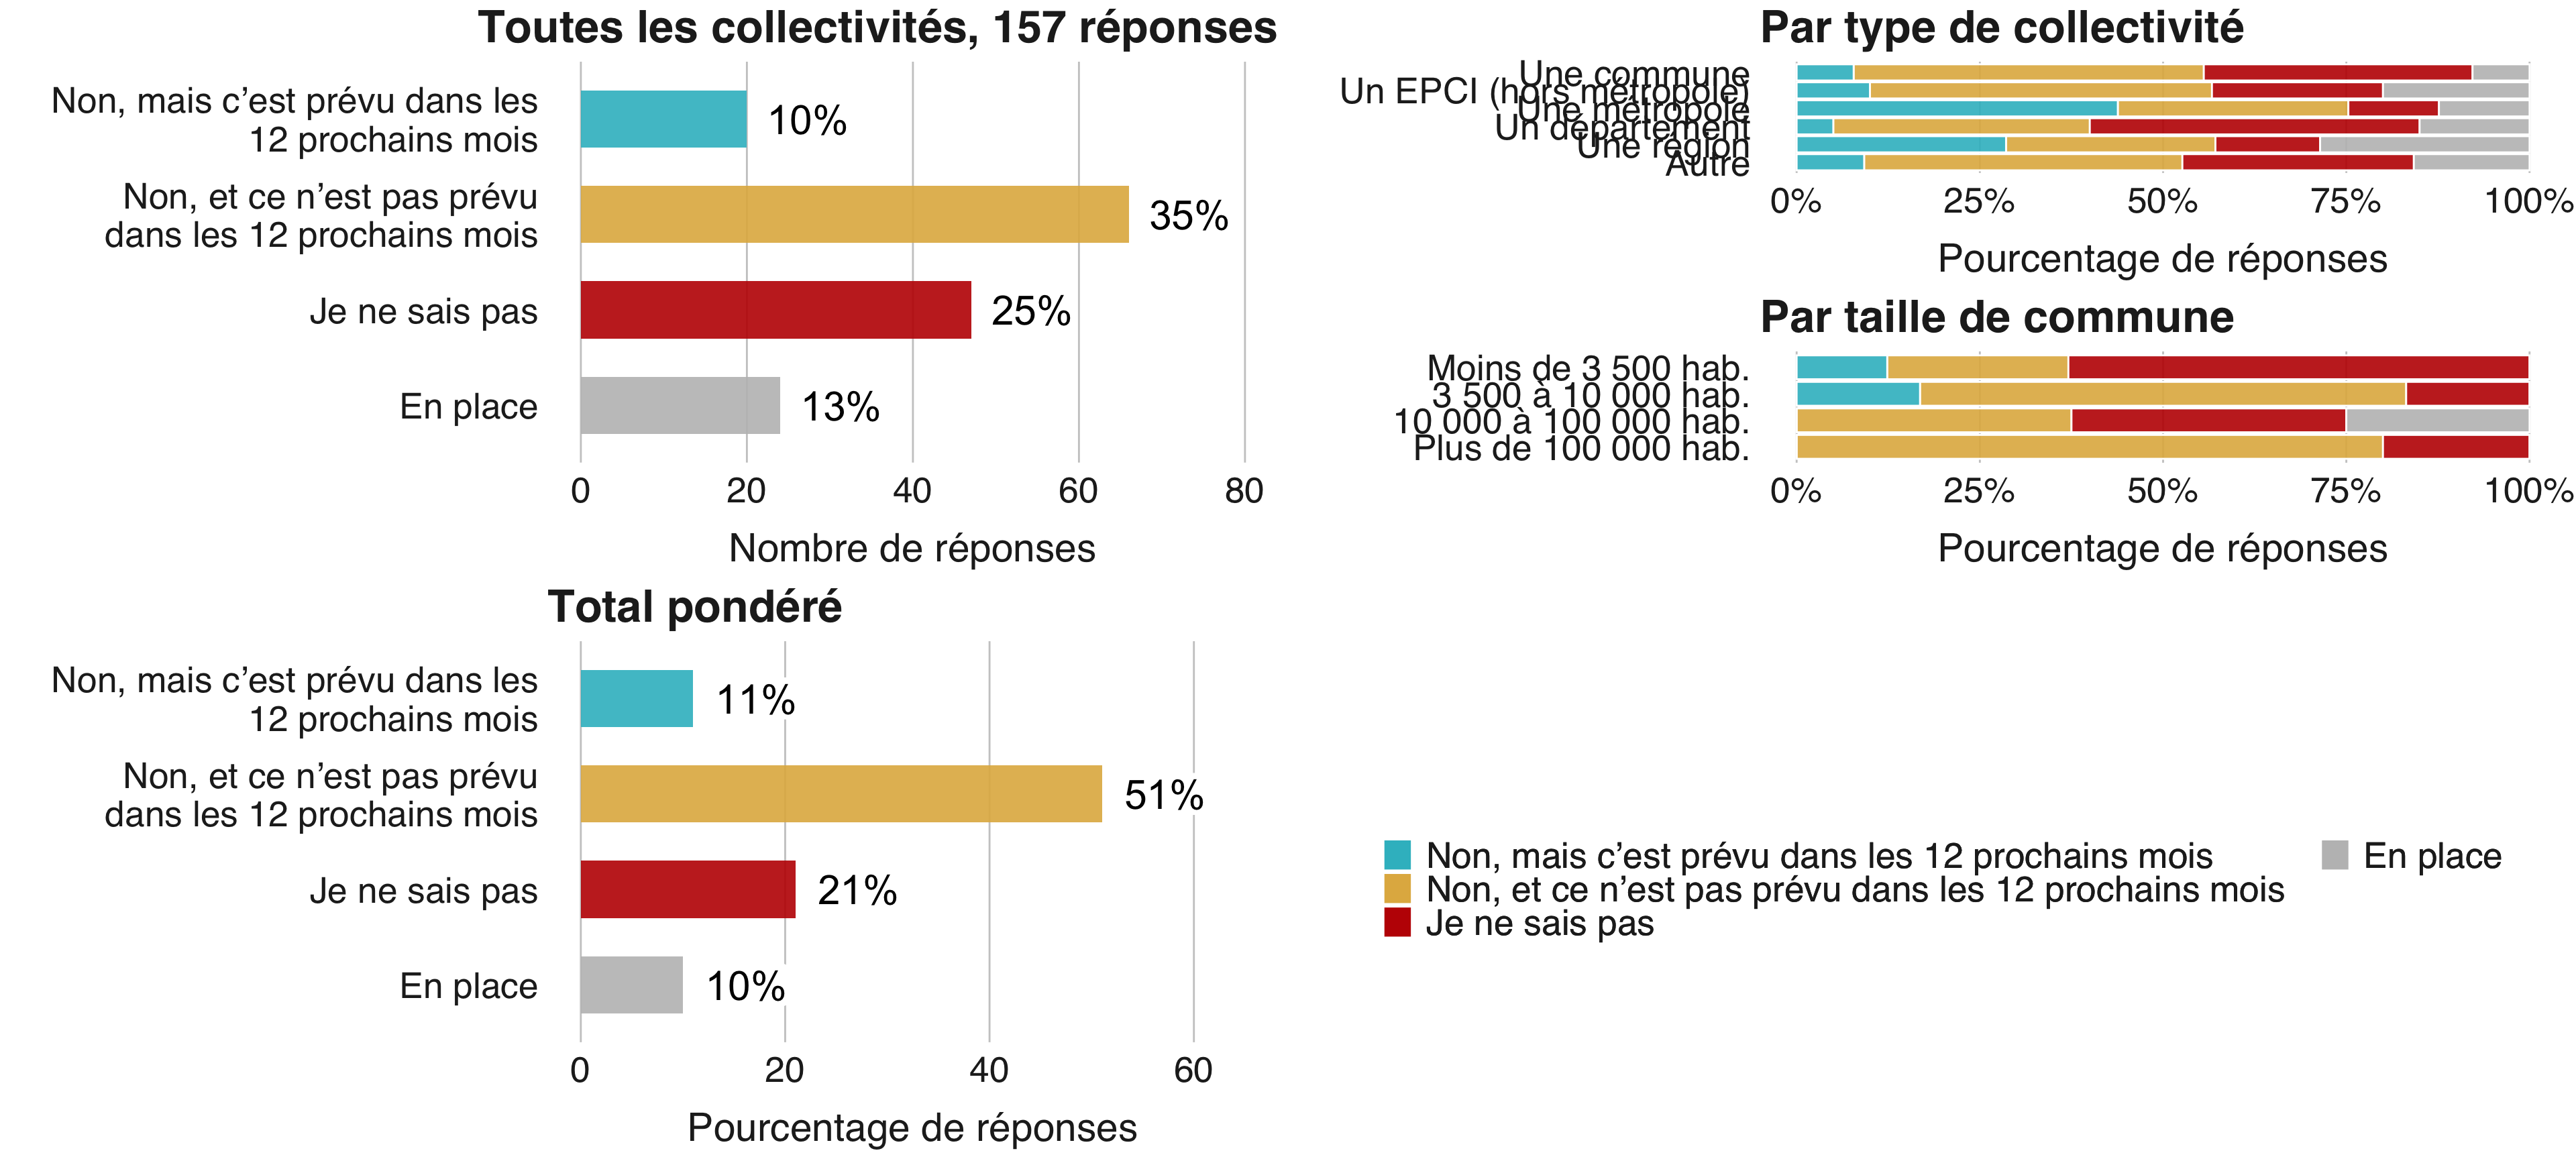 Toutes les collectivités, 157 réponses
Non, mais c’est prévu dans les
12 prochains mois
10%
Non, et ce n’est pas prévu
dans les 12 prochains mois
35%
Je ne sais pas
25%
En place
13%
0 20 40 60 80
Nombre de réponses
Total pondéré
Non, mais c’est prévu dans les
12 prochains mois
11%
Non, et ce n’est pas prévu
dans les 12 prochains mois
51%
Je ne sais pas
21%
En place
10%
0 20 40 60
Pourcentage de réponses
Par type de collectivité
Une commune
Un EPCI (hors métropole)
Une métropole
Un département
Une région
Autre
0% 25% 50% 75% 100%
Pourcentage de réponses
Par taille de commune
Moins de 3 500 hab.
3 500 à 10 000 hab.
10 000 à 100 000 hab.
Plus de 100 000 hab.
0% 25% 50% 75% 100%
Pourcentage de réponses
Non, mais c’est prévu dans les 12 prochains mois
Non, et ce n’est pas prévu dans les 12 prochains mois
Je ne sais pas
En place